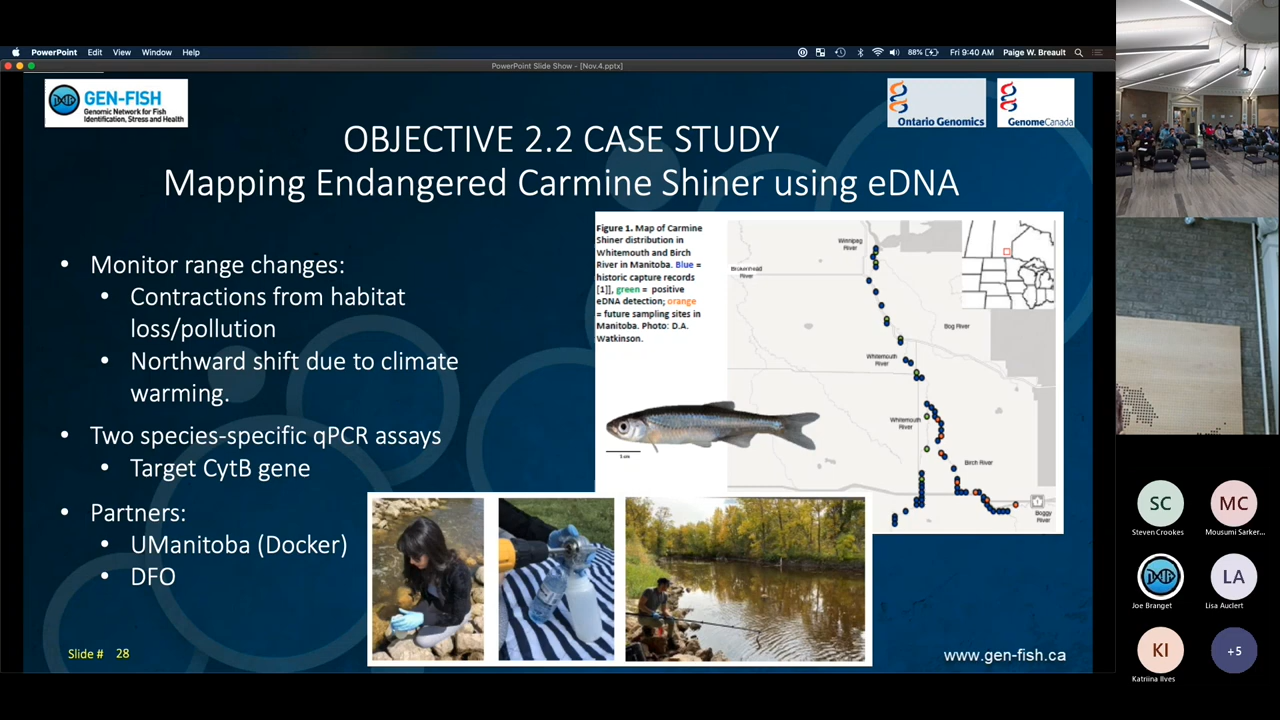 PowerPoint Edit View Window Help
88% Fri 9:40 AM Paige W. Breault
PowerPoint Slide Show - [Nov.4.pptx]
GEN-FISH
Genomic Network for Fish
Identification, Stress and Health
Ontario Genomics
GenomeCanada
OBJECTIVE 2.2 CASE STUDY
Mapping Endangered Carmine Shiner using eDNA
• Monitor range changes:
• Contractions from habitat
loss/pollution
• Northward shift due to climate
warming.
• Two species-specific qPCR assays
• Target CytB gene
• Partners:
• UManitoba (Docker)
• DFO
Figure 1. Map of Carmine
Shiner distribution in
Whitemouth and Birch
River in Manitoba. Blue =
historic capture records
[1]], green = positive
eDNA detection; orange
= future sampling sites in
Manitoba. Photo: D.A.
Watkinson.
Winnipeg
River
Brokenhead
River
Bog River
Whitemouth
River
Whitemouth
River
Birch River
1
Boggy
River
Slide # 28
www.gen-fish.ca
SC
Steven Crookes
MC
Mousumi Sarker...
Joe Branget
LA
Lisa Auclert
KI
Katriina Ilves
+5